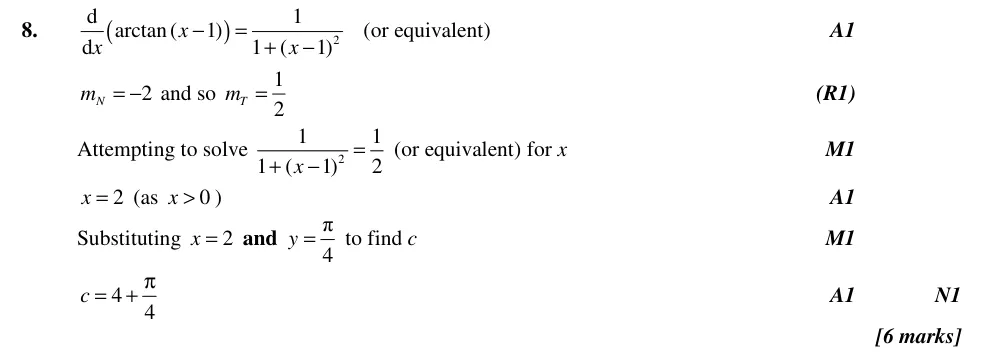 8. d/dx (arctan (x − 1)) = 1/(1 + (x − 1)²) (or equivalent) A1
m_N = −2 and so m_T = 1/2 (R1)
Attempting to solve 1/(1 + (x − 1)²) = 1/2 (or equivalent) for x M1
x = 2 (as x > 0 ) A1
Substituting x = 2 and y = π/4 to find c M1
c = 4 + π/4 A1 N1
[6 marks]